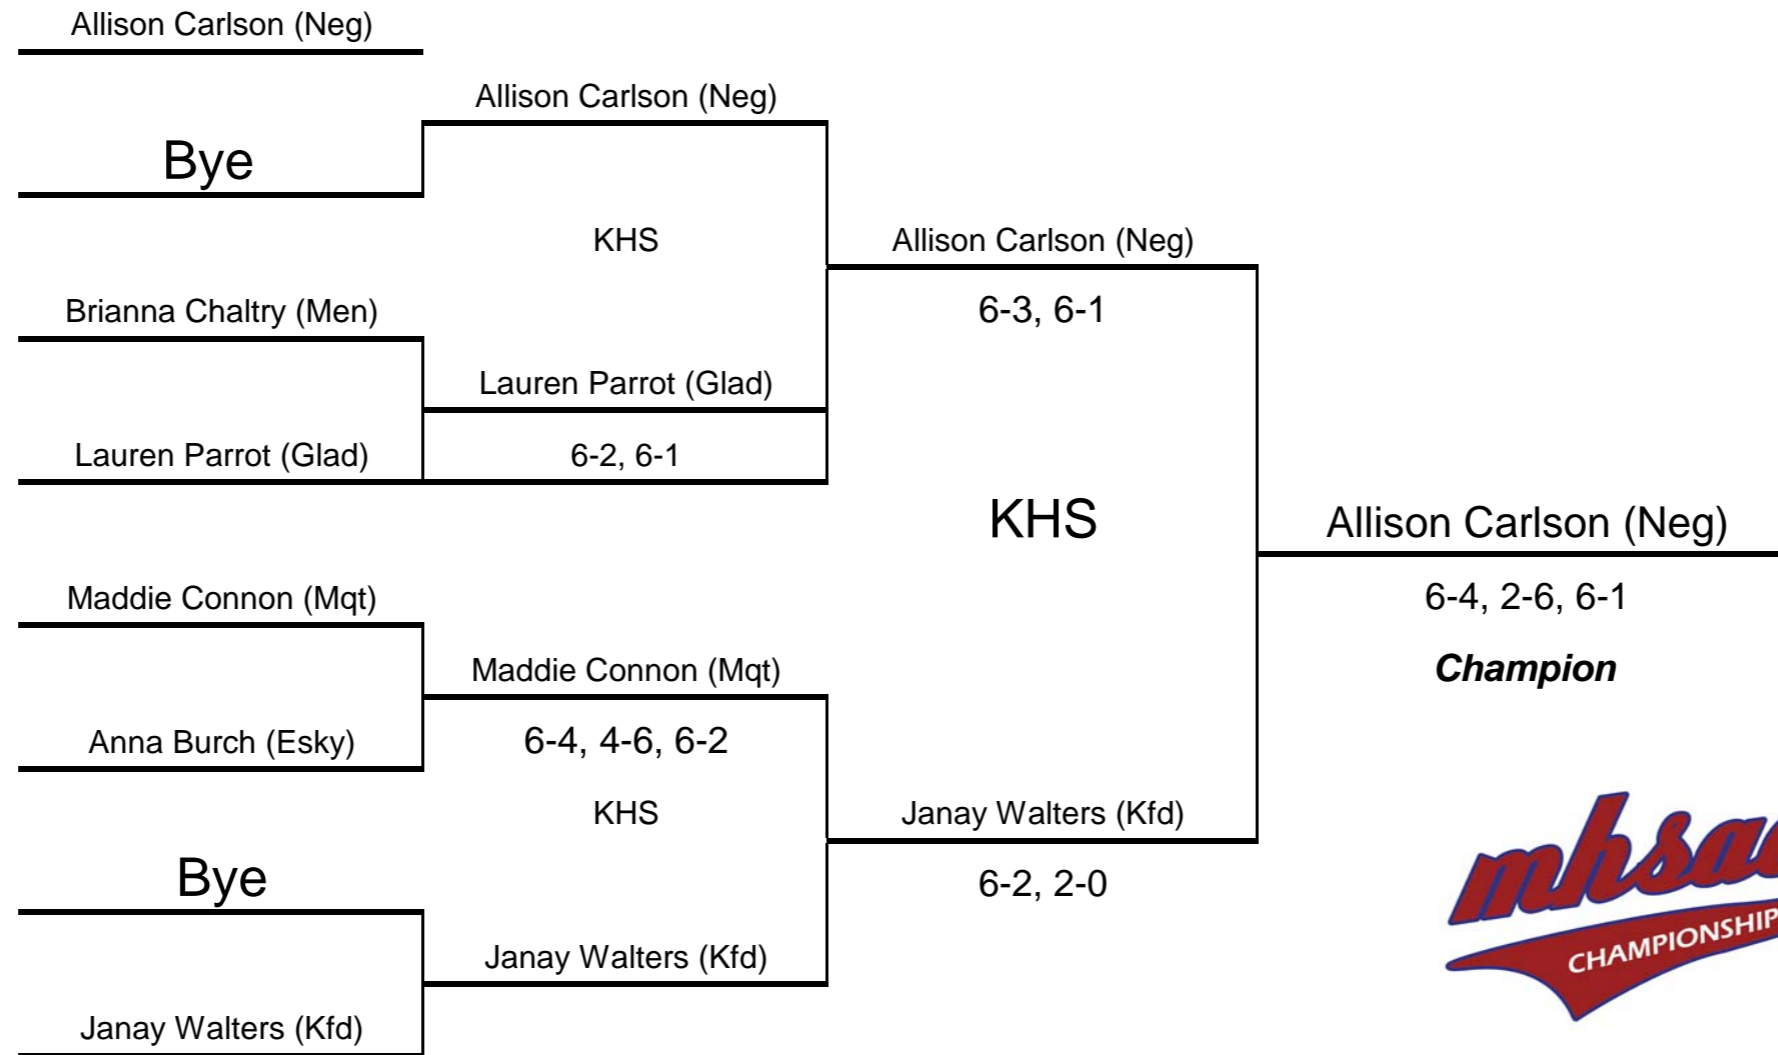 Allison Carlson (Neg)
Allison Carlson (Neg)
Bye
KHS
Allison Carlson (Neg)
Brianna Chaltry (Men)
6-3, 6-1
Lauren Parrot (Glad)
Lauren Parrot (Glad)
6-2, 6-1
KHS
Allison Carlson (Neg)
Maddie Connon (Mqt)
6-4, 2-6, 6-1
Maddie Connon (Mqt)
Champion
Anna Burch (Esky)
6-4, 4-6, 6-2
KHS
Janay Walters (Kfd)
Bye
6-2, 2-0
mhsaa
CHAMPIONSHIP
Janay Walters (Kfd)
Janay Walters (Kfd)